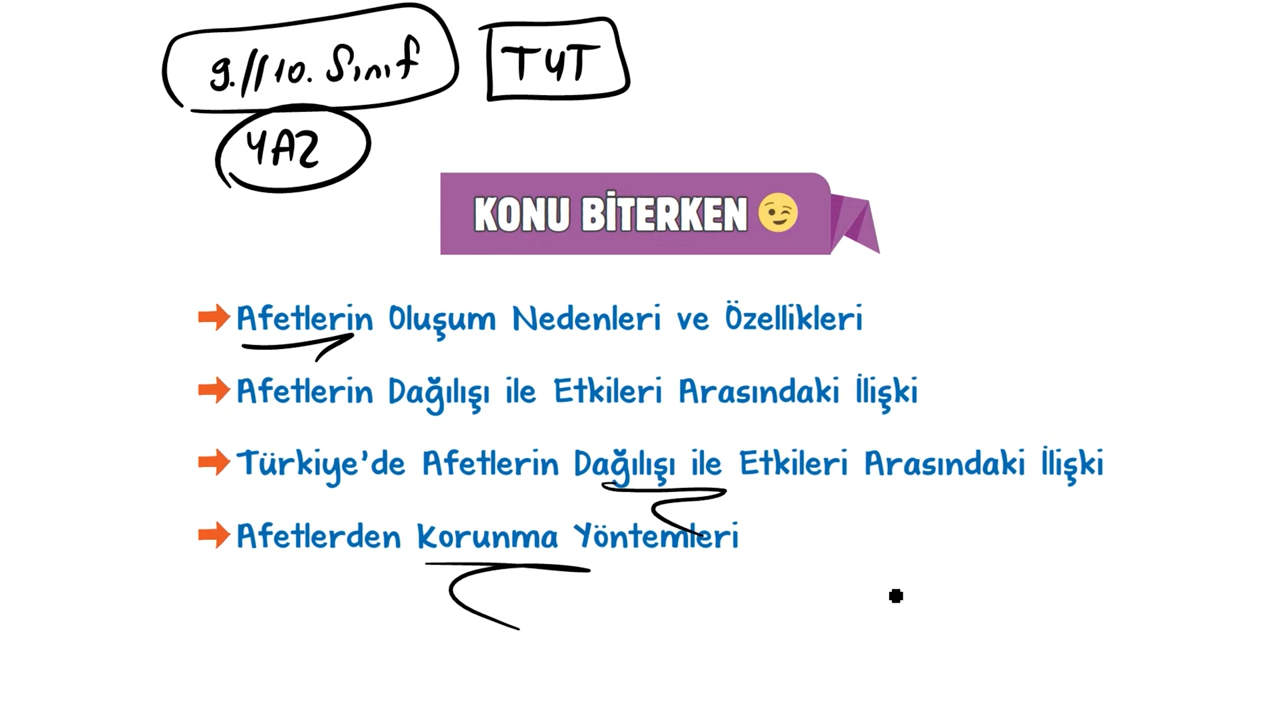 9.//10. Sınıf TYT
YAZ
KONU BİTERKEN
Afetlerin Oluşum Nedenleri ve Özellikleri
Afetlerin Dağılışı ile Etkileri Arasındaki İlişki
Türkiye'de Afetlerin Dağılışı ile Etkileri Arasındaki İlişki
Afetlerden Korunma Yöntemleri